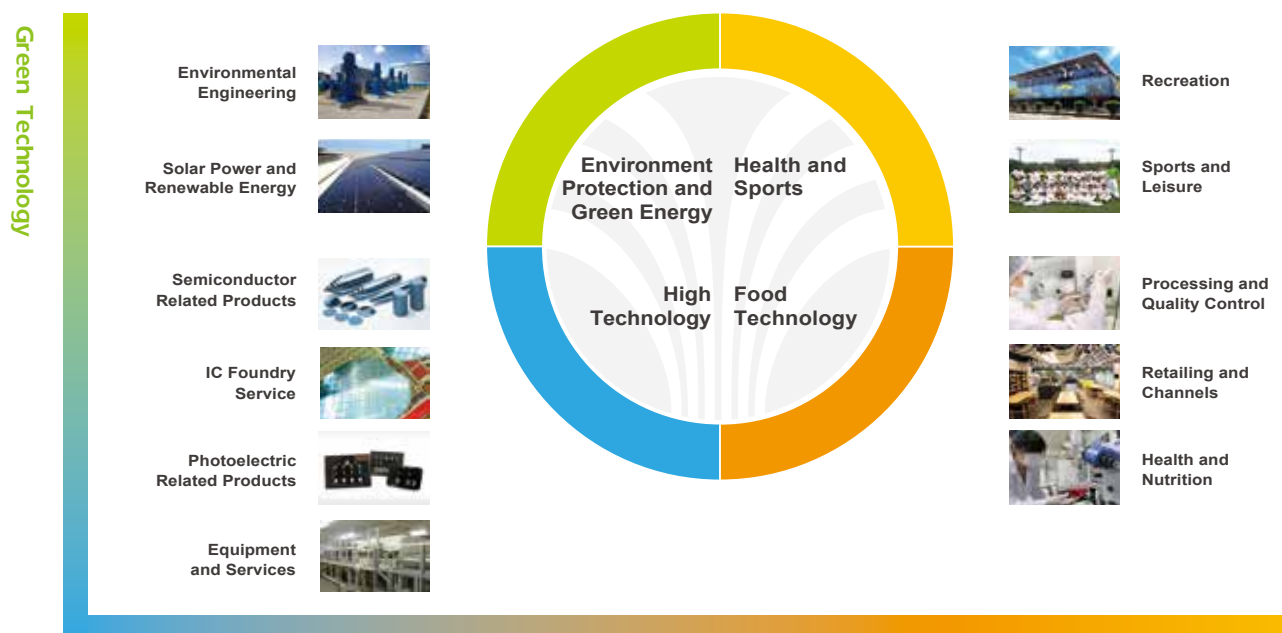 Green Technology
Environmental
Engineering
Solar Power and
Renewable Energy
Semiconductor
Related Products
IC Foundry
Service
Photoelectric
Related Products
Equipment
and Services
Environment
Protection and
Green Energy
Health and
Sports
High
Technology
Food
Technology
Recreation
Sports and
Leisure
Processing and
Quality Control
Retailing and
Channels
Health and
Nutrition